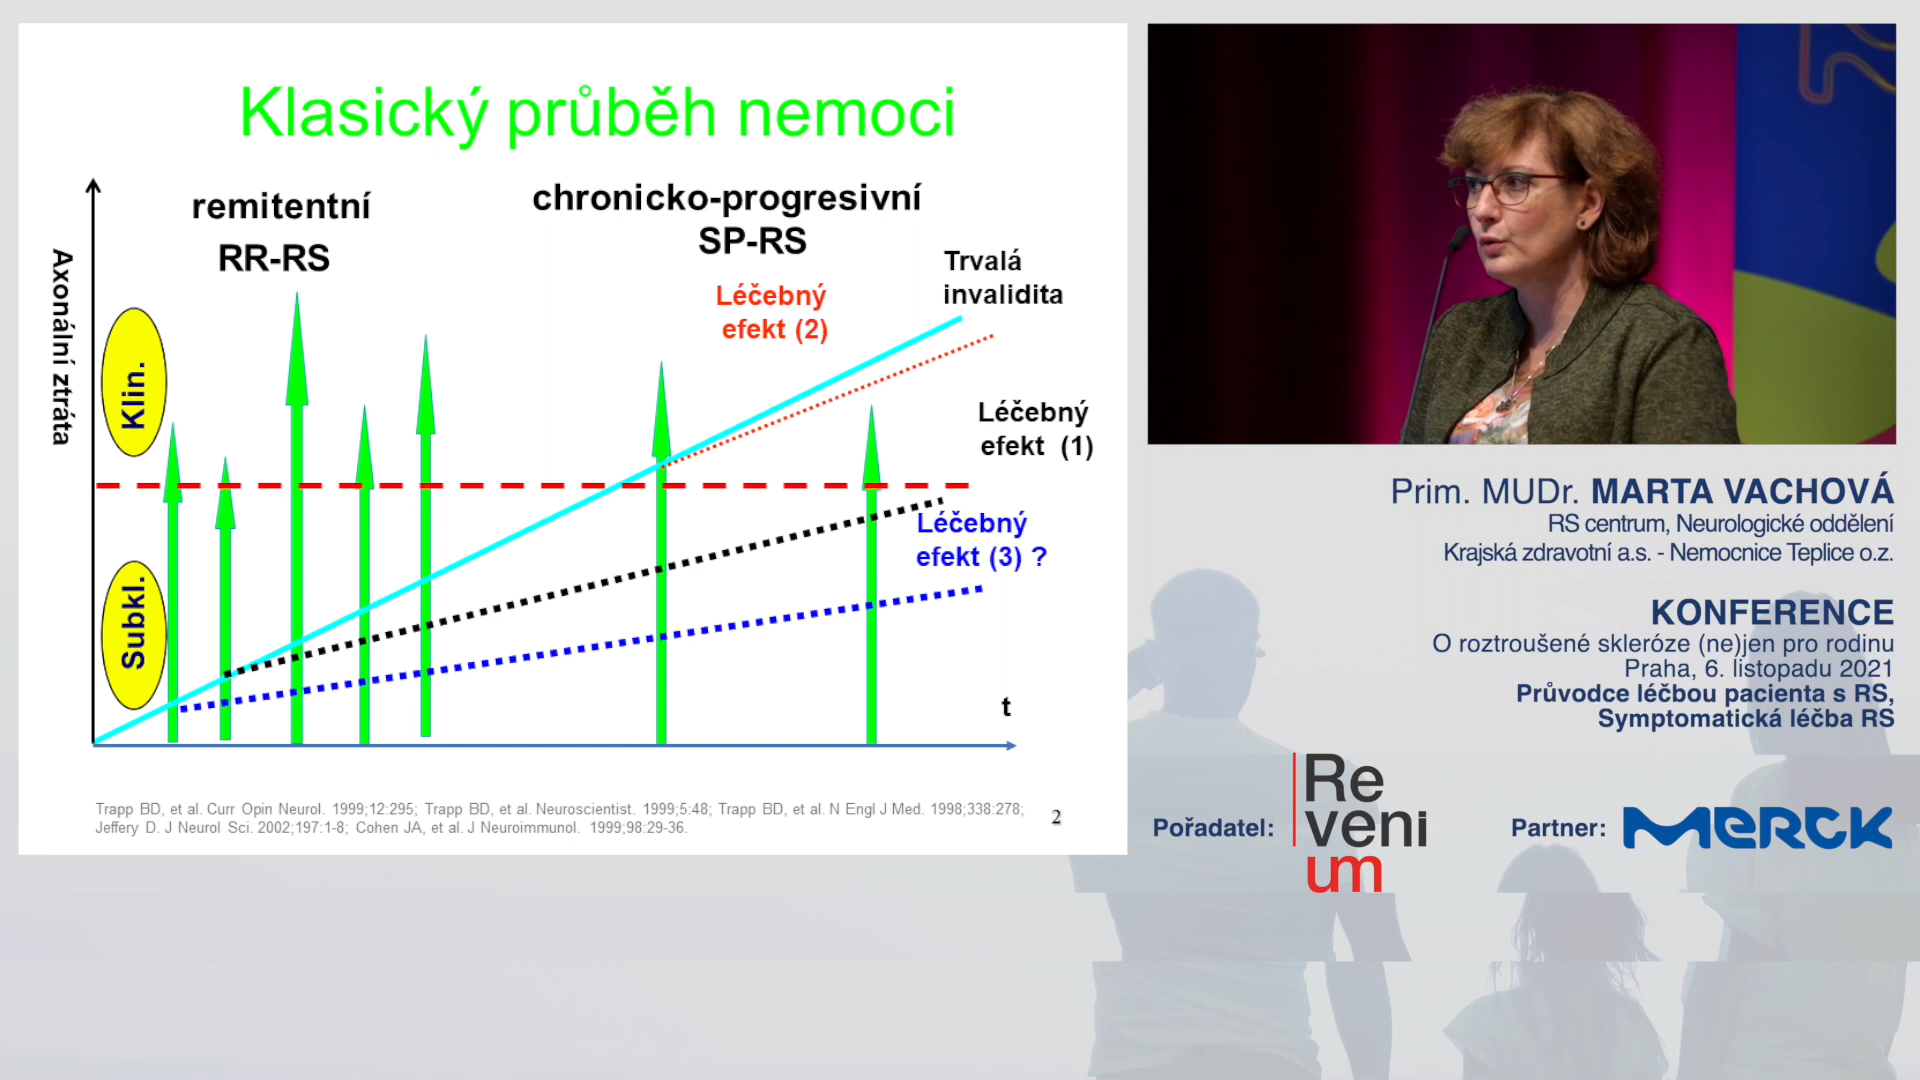 Klasický průběh nemoci
remitentní
RR-RS
chronicko-progresivní
SP-RS
Axonální ztráta
Klin.
Subkl.
Léčebný
efekt (2)
Trvalá
invalidita
Léčebný
efekt (1)
Léčebný
efekt (3) ?
t
Trapp BD, et al. Curr Opin Neurol. 1999;12:295; Trapp BD, et al. Neuroscientist. 1999;5:48; Trapp BD, et al. N Engl J Med. 1998;338:278;
Jeffery D. J Neurol Sci. 2002;197:1-8; Cohen JA, et al. J Neuroimmunol. 1999;98:29-36.
2
Prim. MUDr. MARTA VACHOVÁ
RS centrum, Neurologické oddělení
Krajská zdravotní a.s. - Nemocnice Teplice o.z.
KONFERENCE
O roztroušené skleróze (ne)jen pro rodinu
Praha, 6. listopadu 2021
Průvodce léčbou pacienta s RS,
Symptomatická léčba RS
Pořadatel:
Re
veni
um
Partner:
MERCK